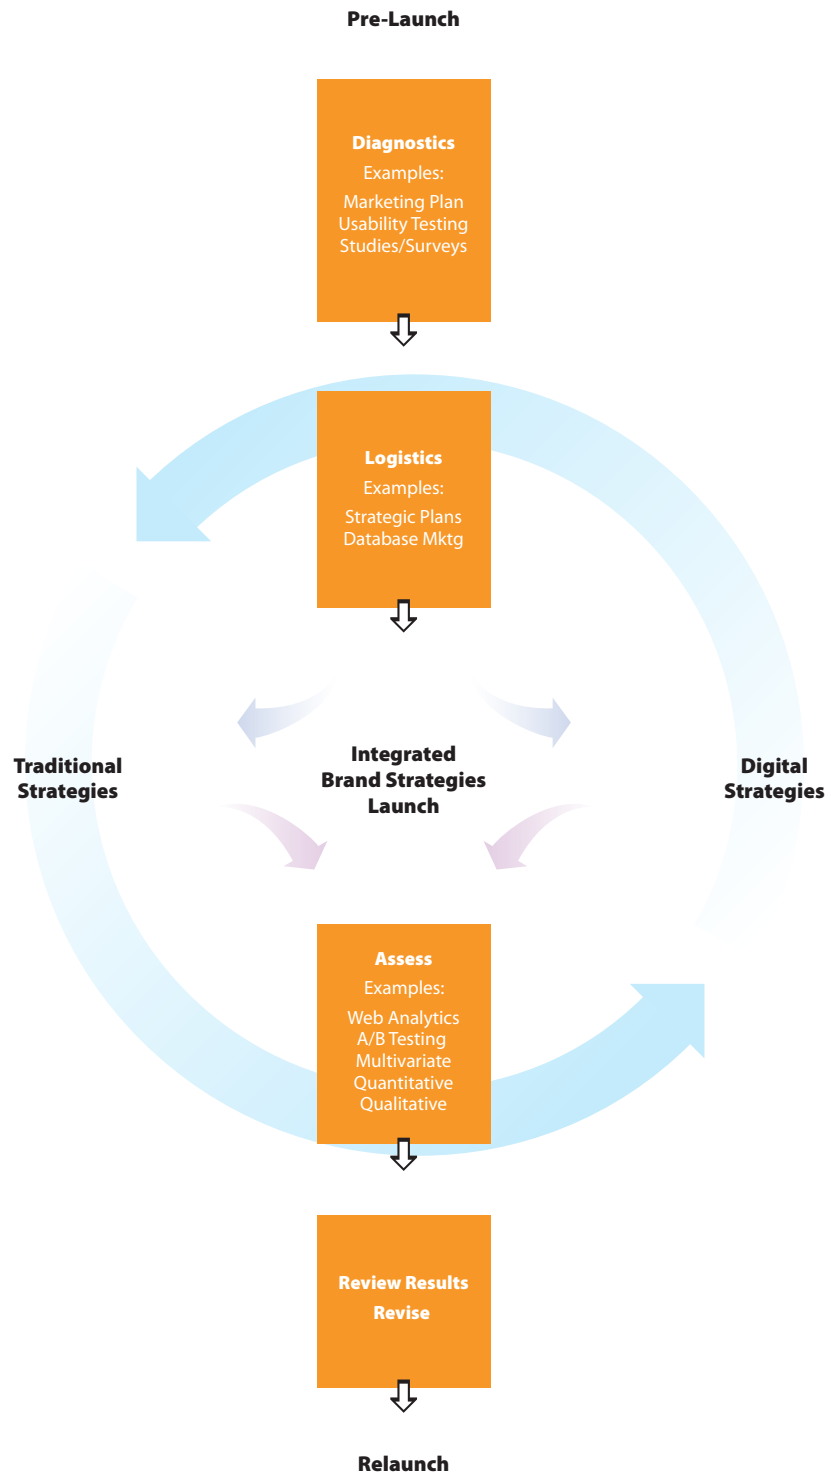 Pre-Launch
Diagnostics
Examples:
Marketing Plan
Usability Testing
Studies/Surveys
Logistics
Examples:
Strategic Plans
Database Mktg
Traditional
Strategies
Integrated
Brand Strategies
Launch
Digital
Strategies
Assess
Examples:
Web Analytics
A/B Testing
Multivariate
Quantitative
Qualitative
Review Results
Revise
Relaunch